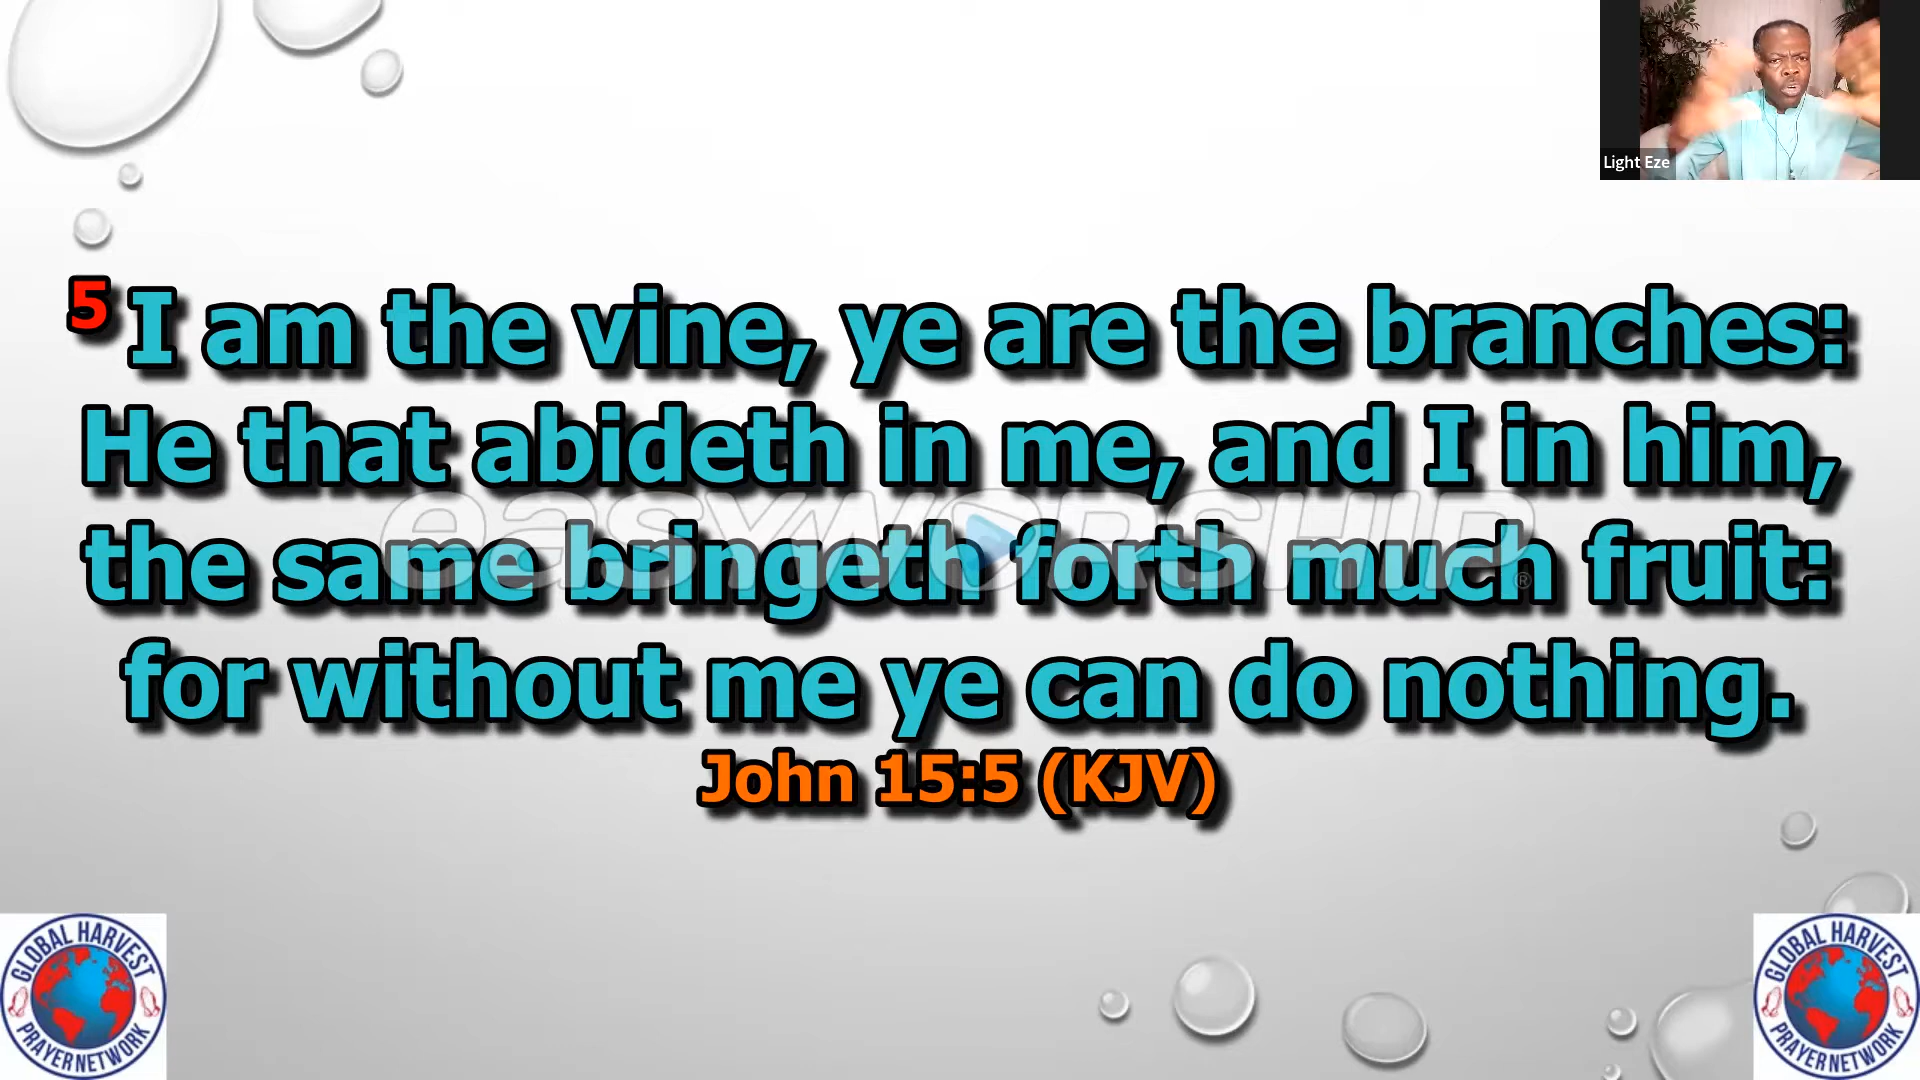 Light Eze
5 I am the vine, ye are the branches:
He that abideth in me, and I in him,
the same bringeth forth much fruit:
for without me ye can do nothing.
John 15:5 (KJV)
easyworship®
GLOBAL HARVEST
PRAYER NETWORK
GLOBAL HARVEST
PRAYER NETWORK